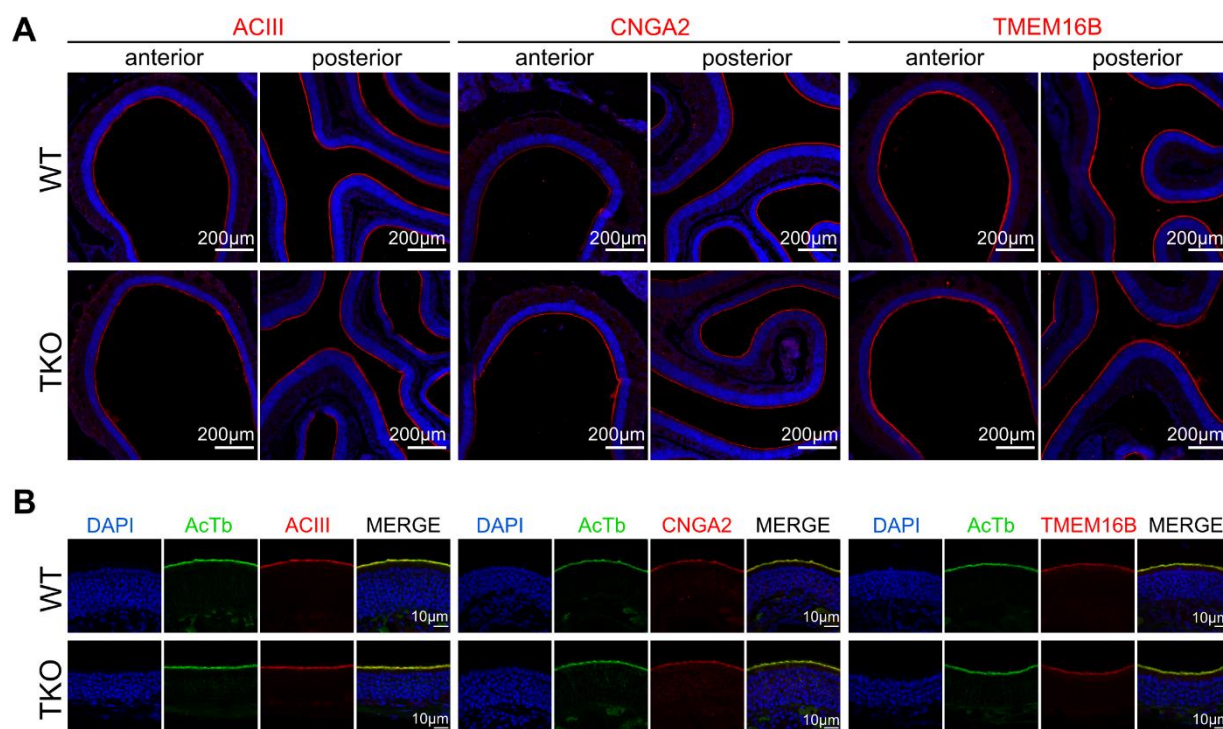 A
ACIII CNGA2 TMEM16B
anterior posterior anterior posterior anterior posterior
WT
200µm 200µm 200µm 200µm 200µm 200µm
TKO
200µm 200µm 200µm 200µm 200µm 200µm
B
DAPI AcTb ACIII MERGE DAPI AcTb CNGA2 MERGE DAPI AcTb TMEM16B MERGE
WT
10µm 10µm 10µm
TKO
10µm 10µm 10µm